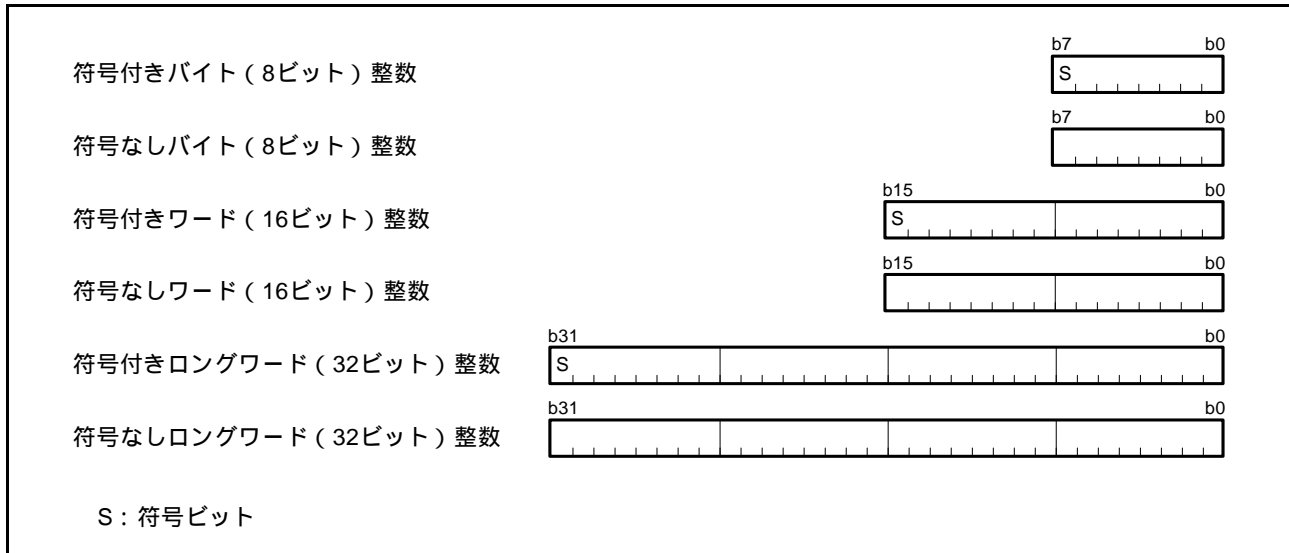 b7 b0
符号付きバイト(8ビット)整数
S
b7 b0
符号なしバイト(8ビット)整数
b15 b0
符号付きワード(16ビット)整数
S
b15 b0
符号なしワード(16ビット)整数
b31 b0
符号付きロングワード(32ビット)整数
S
b31 b0
符号なしロングワード(32ビット)整数
S:符号ビット